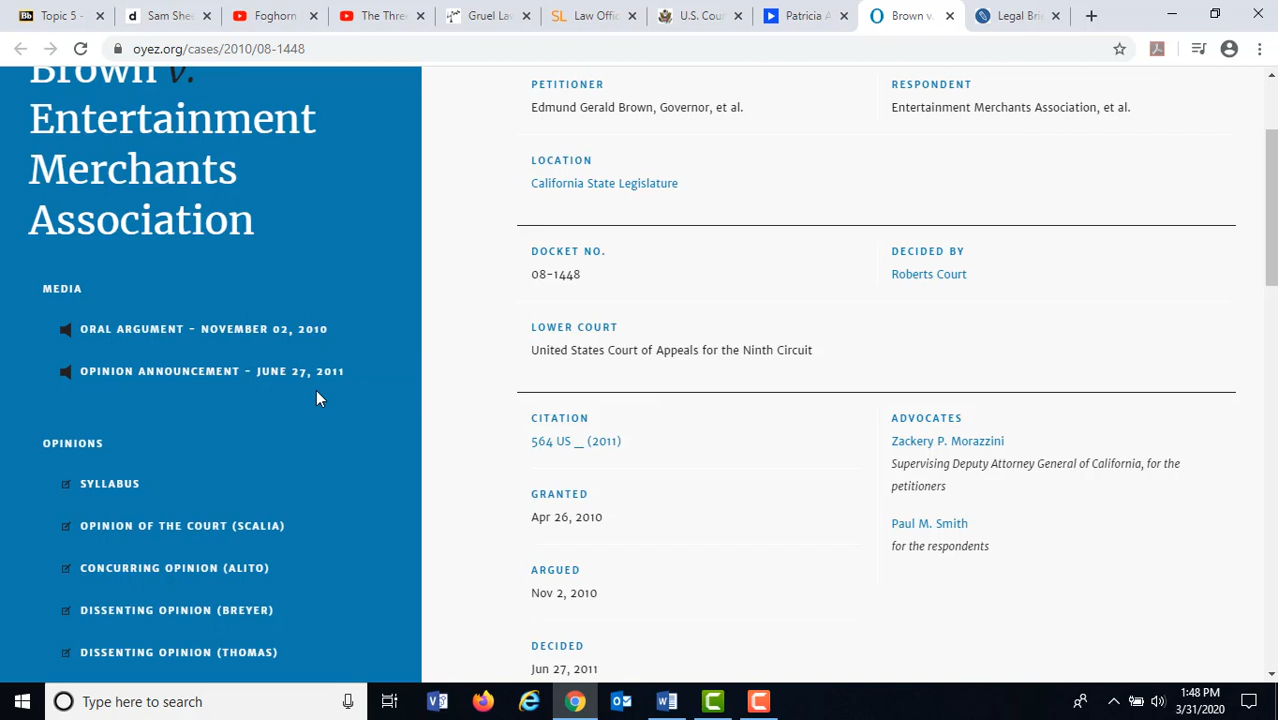 Topic 5 -
Sam She
Foghorn
The Three
Gruel La
Law Offic
U.S. Cour
Patricia A
Brown v.
Legal Bri
oyez.org/cases/2010/08-1448
Brown v.
Entertainment
Merchants
Association
MEDIA
ORAL ARGUMENT - NOVEMBER 02, 2010
OPINION ANNOUNCEMENT - JUNE 27, 2011
OPINIONS
SYLLABUS
OPINION OF THE COURT (SCALIA)
CONCURRING OPINION (ALITO)
DISSENTING OPINION (BREYER)
DISSENTING OPINION (THOMAS)
PETITIONER
Edmund Gerald Brown, Governor, et al.
RESPONDENT
Entertainment Merchants Association, et al.
LOCATION
California State Legislature
DOCKET NO.
08-1448
DECIDED BY
Roberts Court
LOWER COURT
United States Court of Appeals for the Ninth Circuit
CITATION
564 US _ (2011)
GRANTED
Apr 26, 2010
ARGUED
Nov 2, 2010
DECIDED
Jun 27, 2011
ADVOCATES
Zackery P. Morazzini
Supervising Deputy Attorney General of California, for the
petitioners
Paul M. Smith
for the respondents
Type here to search
1:48 PM
3/31/2020